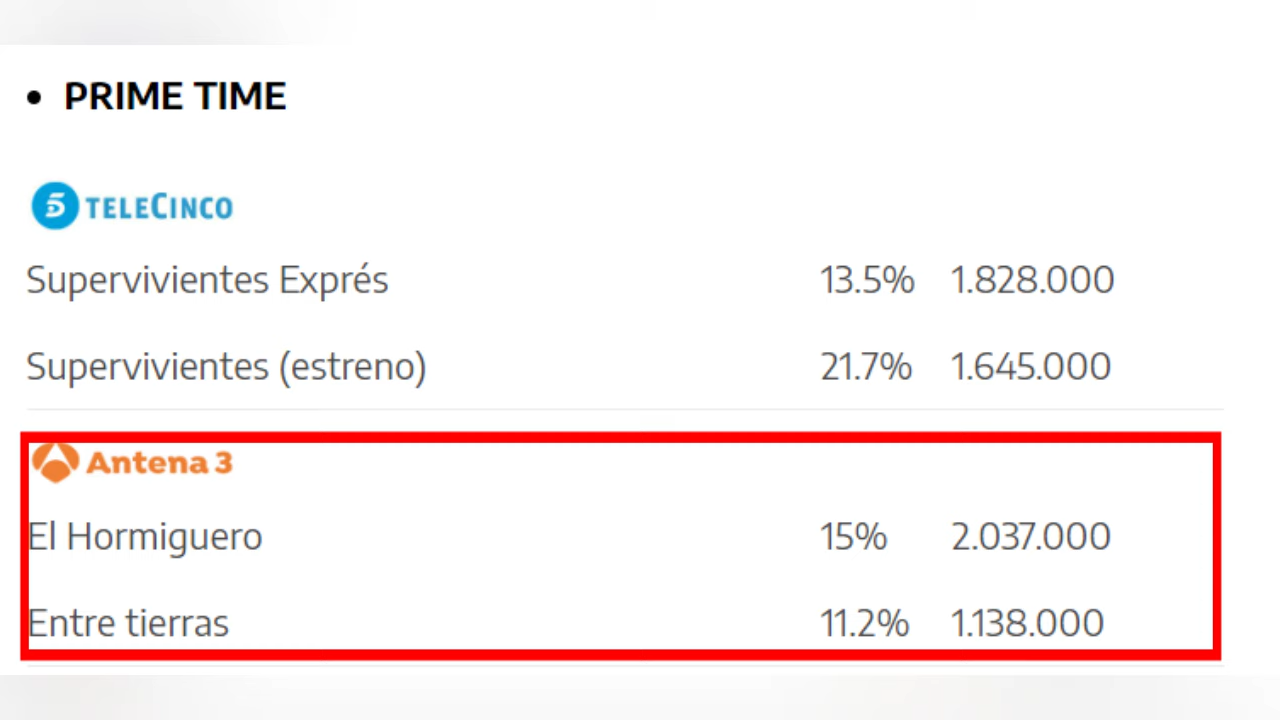 • PRIME TIME
5 TELECINCO
Supervivientes Exprés 13.5% 1.828.000
Supervivientes (estreno) 21.7% 1.645.000
Antena 3
El Hormiguero 15% 2.037.000
Entre tierras 11.2% 1.138.000